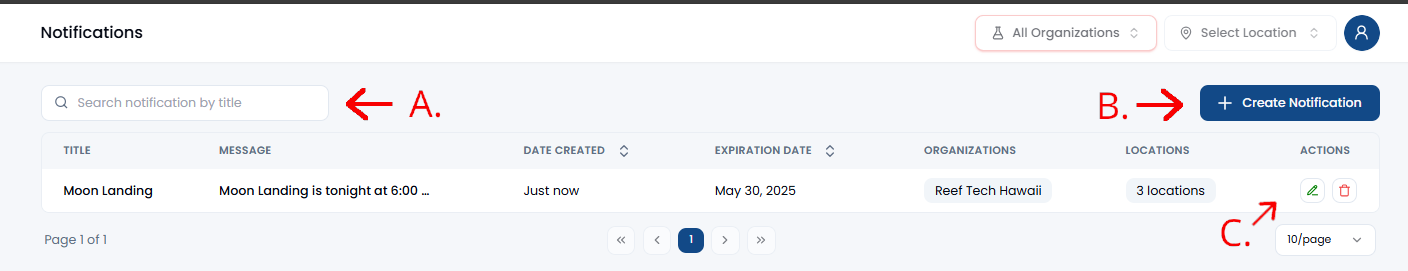 Notifications
All Organizations
Select Location
Search notification by title
A.
B.
Create Notification
TITLE MESSAGE DATE CREATED EXPIRATION DATE ORGANIZATIONS LOCATIONS ACTIONS
Moon Landing Moon Landing is tonight at 6:00 ... Just now May 30, 2025 Reef Tech Hawaii 3 locations
C.
Page 1 of 1
1
10/page